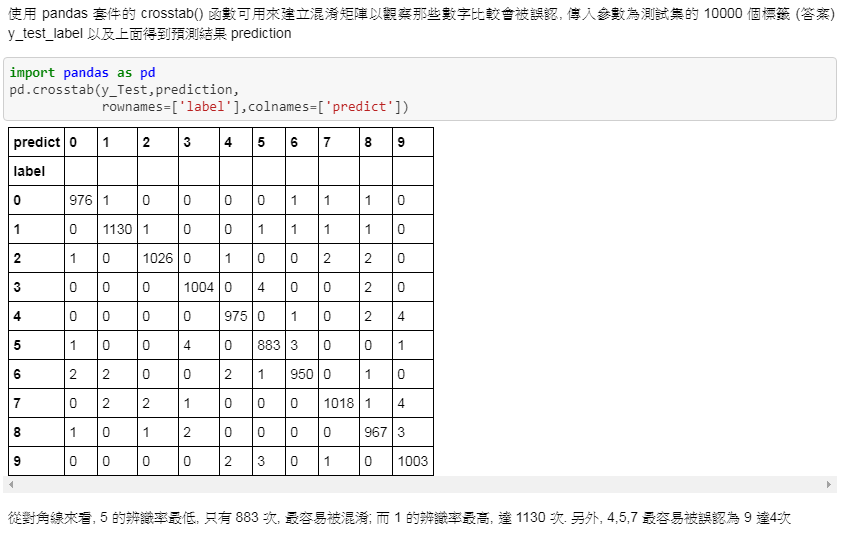 使用 pandas 套件的 crosstab() 函數可用來建立混淆矩陣以觀察那些數字比較會被誤認, 傳入參數為測試集的 10000 個標籤 (答案)
y_test_label 以及上面得到預測結果 prediction
import pandas as pd
pd.crosstab(y_Test,prediction,
rownames=['label'],colnames=['predict'])
predict 0 1 2 3 4 5 6 7 8 9
label
0 976 1 0 0 0 0 1 1 1 0
1 0 1130 1 0 0 1 1 1 1 0
2 1 0 1026 0 1 0 0 2 2 0
3 0 0 0 1004 0 4 0 0 2 0
4 0 0 0 0 975 0 1 0 2 4
5 1 0 0 4 0 883 3 0 0 1
6 2 2 0 0 2 1 950 0 1 0
7 0 2 2 1 0 0 0 1018 1 4
8 1 0 1 2 0 0 0 0 967 3
9 0 0 0 0 2 3 0 1 0 1003
從對角線來看, 5 的辨識率最低, 只有 883 次, 最容易被混淆; 而 1 的辨識率最高, 達 1130 次. 另外, 4,5,7 最容易被誤認為 9 達4次